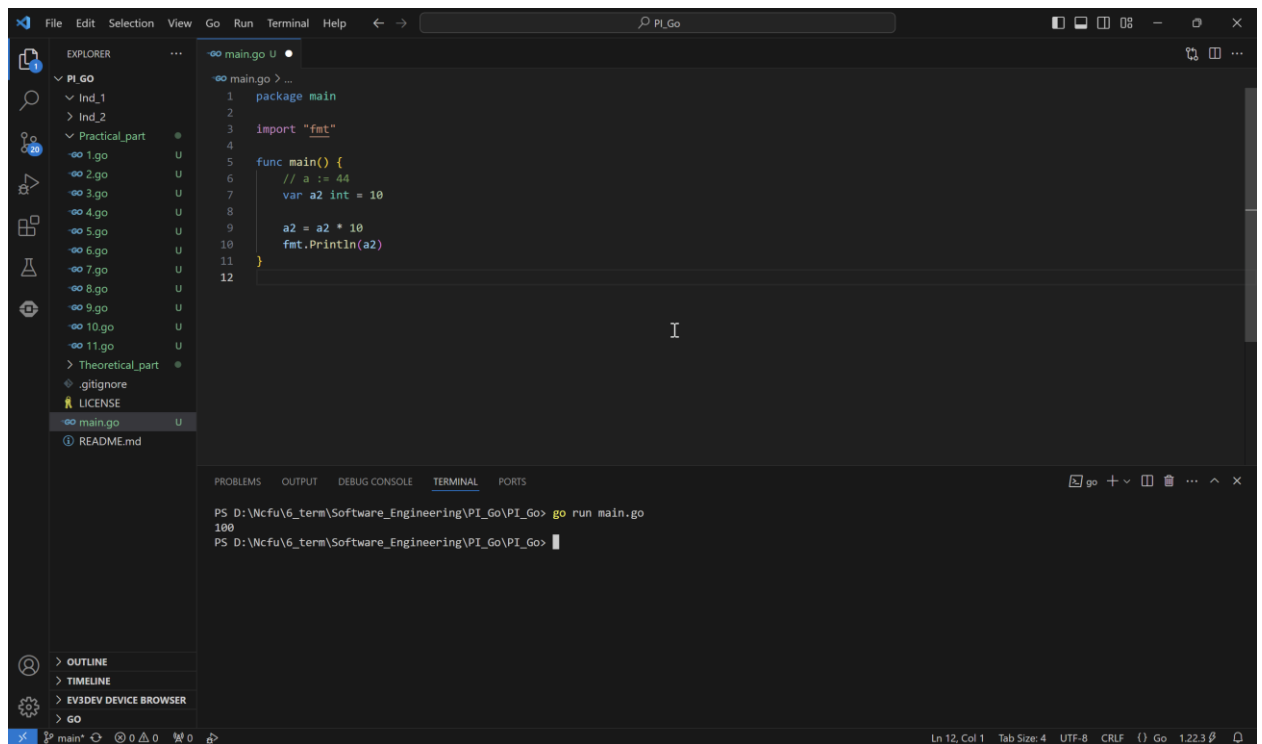 File Edit Selection View Go Run Terminal Help PI_Go
EXPLORER
PI_GO
Ind_1
Ind_2
Practical_part
1.go U
2.go U
3.go U
4.go U
5.go U
6.go U
7.go U
8.go U
9.go U
10.go U
11.go U
Theoretical_part
.gitignore
LICENSE
main.go U
README.md
OUTLINE
TIMELINE
EV3DEV DEVICE BROWSER
GO
1
20
main.go U
main.go > ...
1 package main
2
3 import "fmt"
4
5 func main() {
6 // a := 44
7 var a2 int = 10
8
9 a2 = a2 * 10
10 fmt.Println(a2)
11 }
12
PROBLEMS OUTPUT DEBUG CONSOLE TERMINAL PORTS go
PS D:\Ncfu\6_term\Software_Engineering\PI_Go\PI_Go> go run main.go
100
PS D:\Ncfu\6_term\Software_Engineering\PI_Go\PI_Go>
main* 0 0 0 Ln 12, Col 1 Tab Size: 4 UTF-8 CRLF {} Go 1.22.3